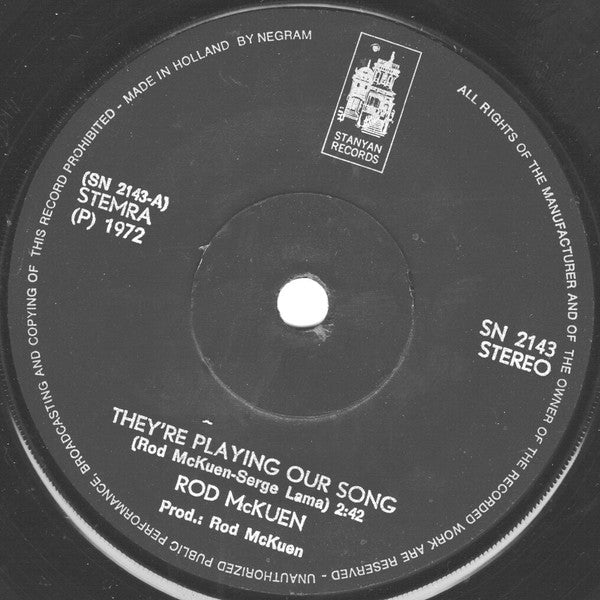 STANYAN
RECORDS
(SN 2143-A)
STEMRA
(P) 1972
SN 2143
STEREO
THEY'RE PLAYING OUR SONG
(Rod McKuen-Serge Lama) 2:42
ROD McKUEN
Prod.: Rod McKuen
ALL RIGHTS OF THE MANUFACTURER AND OF THE OWNER OF THE RECORDED WORK ARE RESERVED - UNAUTHORIZED PUBLIC PERFORMANCE; BROADCASTING AND COPYING OF THIS RECORD PROHIBITED - MADE IN HOLLAND BY NEGRAM